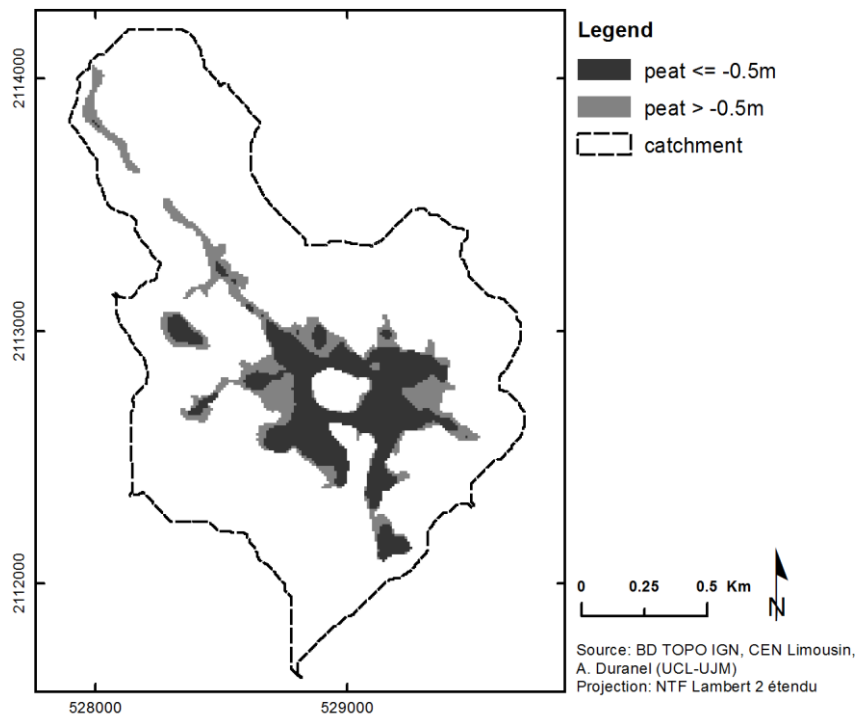 2114000
2113000
2112000
528000
529000
Legend
peat <= -0.5m
peat > -0.5m
catchment
0 0.25 0.5 Km
N
Source: BD TOPO IGN, CEN Limousin,
A. Duranel (UCL-UJM)
Projection: NTF Lambert 2 étendu